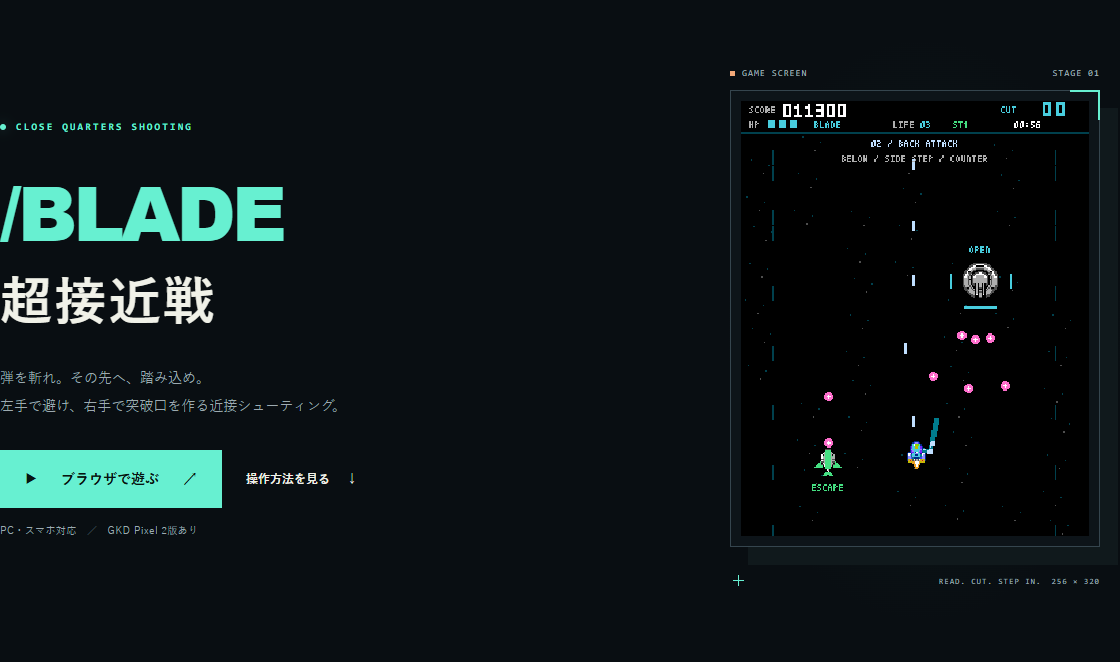 CLOSE QUARTERS SHOOTING
/BLADE
超接近戦
弾を斬れ。その先へ、踏み込め。
左手で避け、右手で突破口を作る近接シューティング。
▶ ブラウザで遊ぶ ／
操作方法を見る ↓
PC・スマホ対応 ／ GKD Pixel 2版あり
GAME SCREEN STAGE 01
SCORE 011300 CUT 00
HP BLADE LIFE 03 ST1 00:56
02 / BACK ATTACK
BELOW / SIDE STEP / COUNTER
OPEN
ESCAPE
READ. CUT. STEP IN. 256 × 320